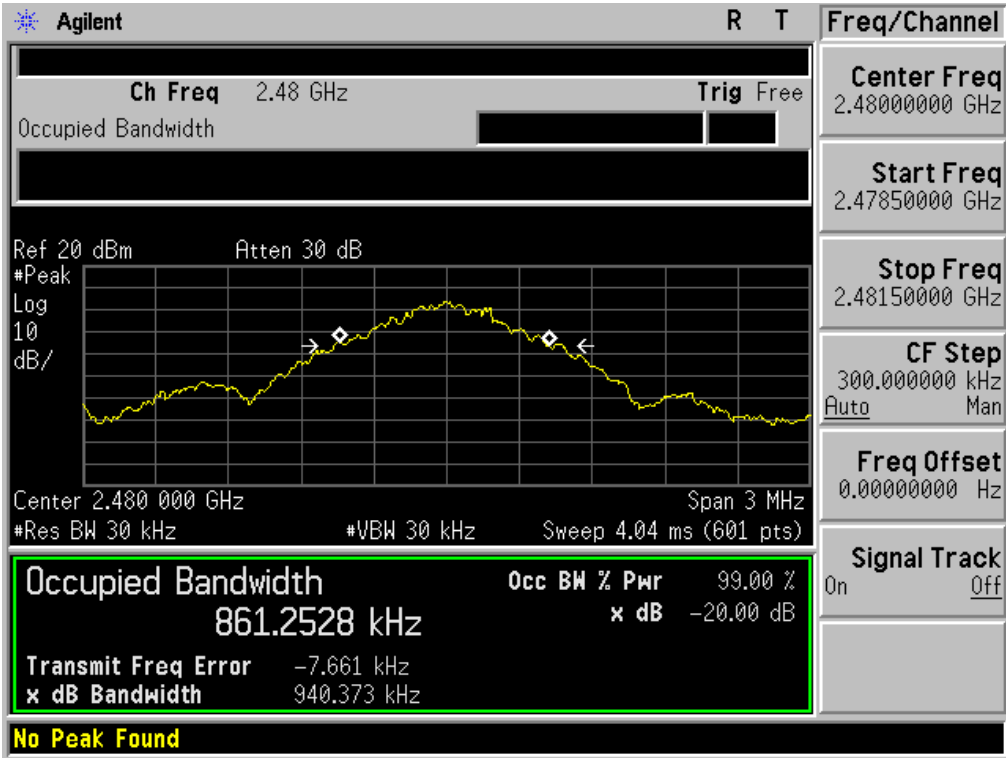 Agilent R T
Freq/Channel
Ch Freq 2.48 GHz Trig Free
Occupied Bandwidth
Center Freq
2.48000000 GHz
Start Freq
2.47850000 GHz
Stop Freq
2.48150000 GHz
CF Step
300.000000 kHz
Auto Man
Freq Offset
0.00000000 Hz
Signal Track
On Off
Ref 20 dBm Atten 30 dB
#Peak
Log
10
dB/
Center 2.480 000 GHz Span 3 MHz
#Res BW 30 kHz #VBW 30 kHz Sweep 4.04 ms (601 pts)
Occupied Bandwidth Occ BW % Pwr 99.00 %
861.2528 kHz x dB -20.00 dB
Transmit Freq Error -7.661 kHz
x dB Bandwidth 940.373 kHz
No Peak Found